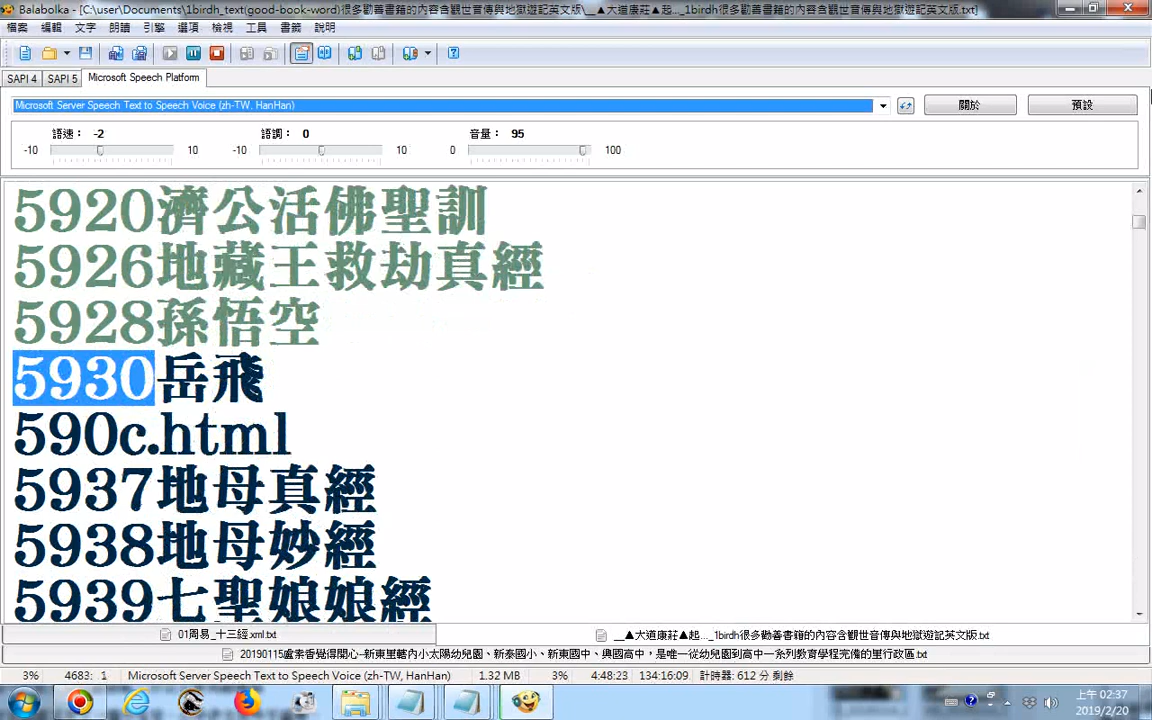 Balabolka - [C:\user\Documents\1birdh_text(good-book-word)很多勸善書籍的內容含觀世音傳與地獄遊記英文版\__▲大道康莊▲起..._1birdh很多勸善書籍的內容含觀世音傳與地獄遊記英文版.txt]
檔案 編輯 文字 朗讀 引擎 選項 檢視 工具 書籤 說明
SAPI 4 SAPI 5 Microsoft Speech Platform
Microsoft Server Speech Text to Speech Voice (zh-TW, HanHan)
關於 預設
語速： -2 語調： 0 音量： 95
-10 10 -10 10 0 100
5920濟公活佛聖訓
5926地藏王救劫真經
5928孫悟空
5930岳飛
590c.html
5937地母真經
5938地母妙經
5939七聖娘娘經
01周易_十三經.xml.txt
__▲大道康莊▲起..._1birdh很多勸善書籍的內容含觀世音傳與地獄遊記英文版.txt
20190115盧素香覺得開心--新東里轄內小太陽幼兒園、新泰國小、新東國中、興國高中，是唯一從幼兒園到高中一系列教育學程完備的里行政區.txt
3% 4683: 1 Microsoft Server Speech Text to Speech Voice (zh-TW, HanHan) 1.32 MB 3% 4:48:23 134:16:09 計時器: 612 分 剩餘
上午 02:37
2019/2/20